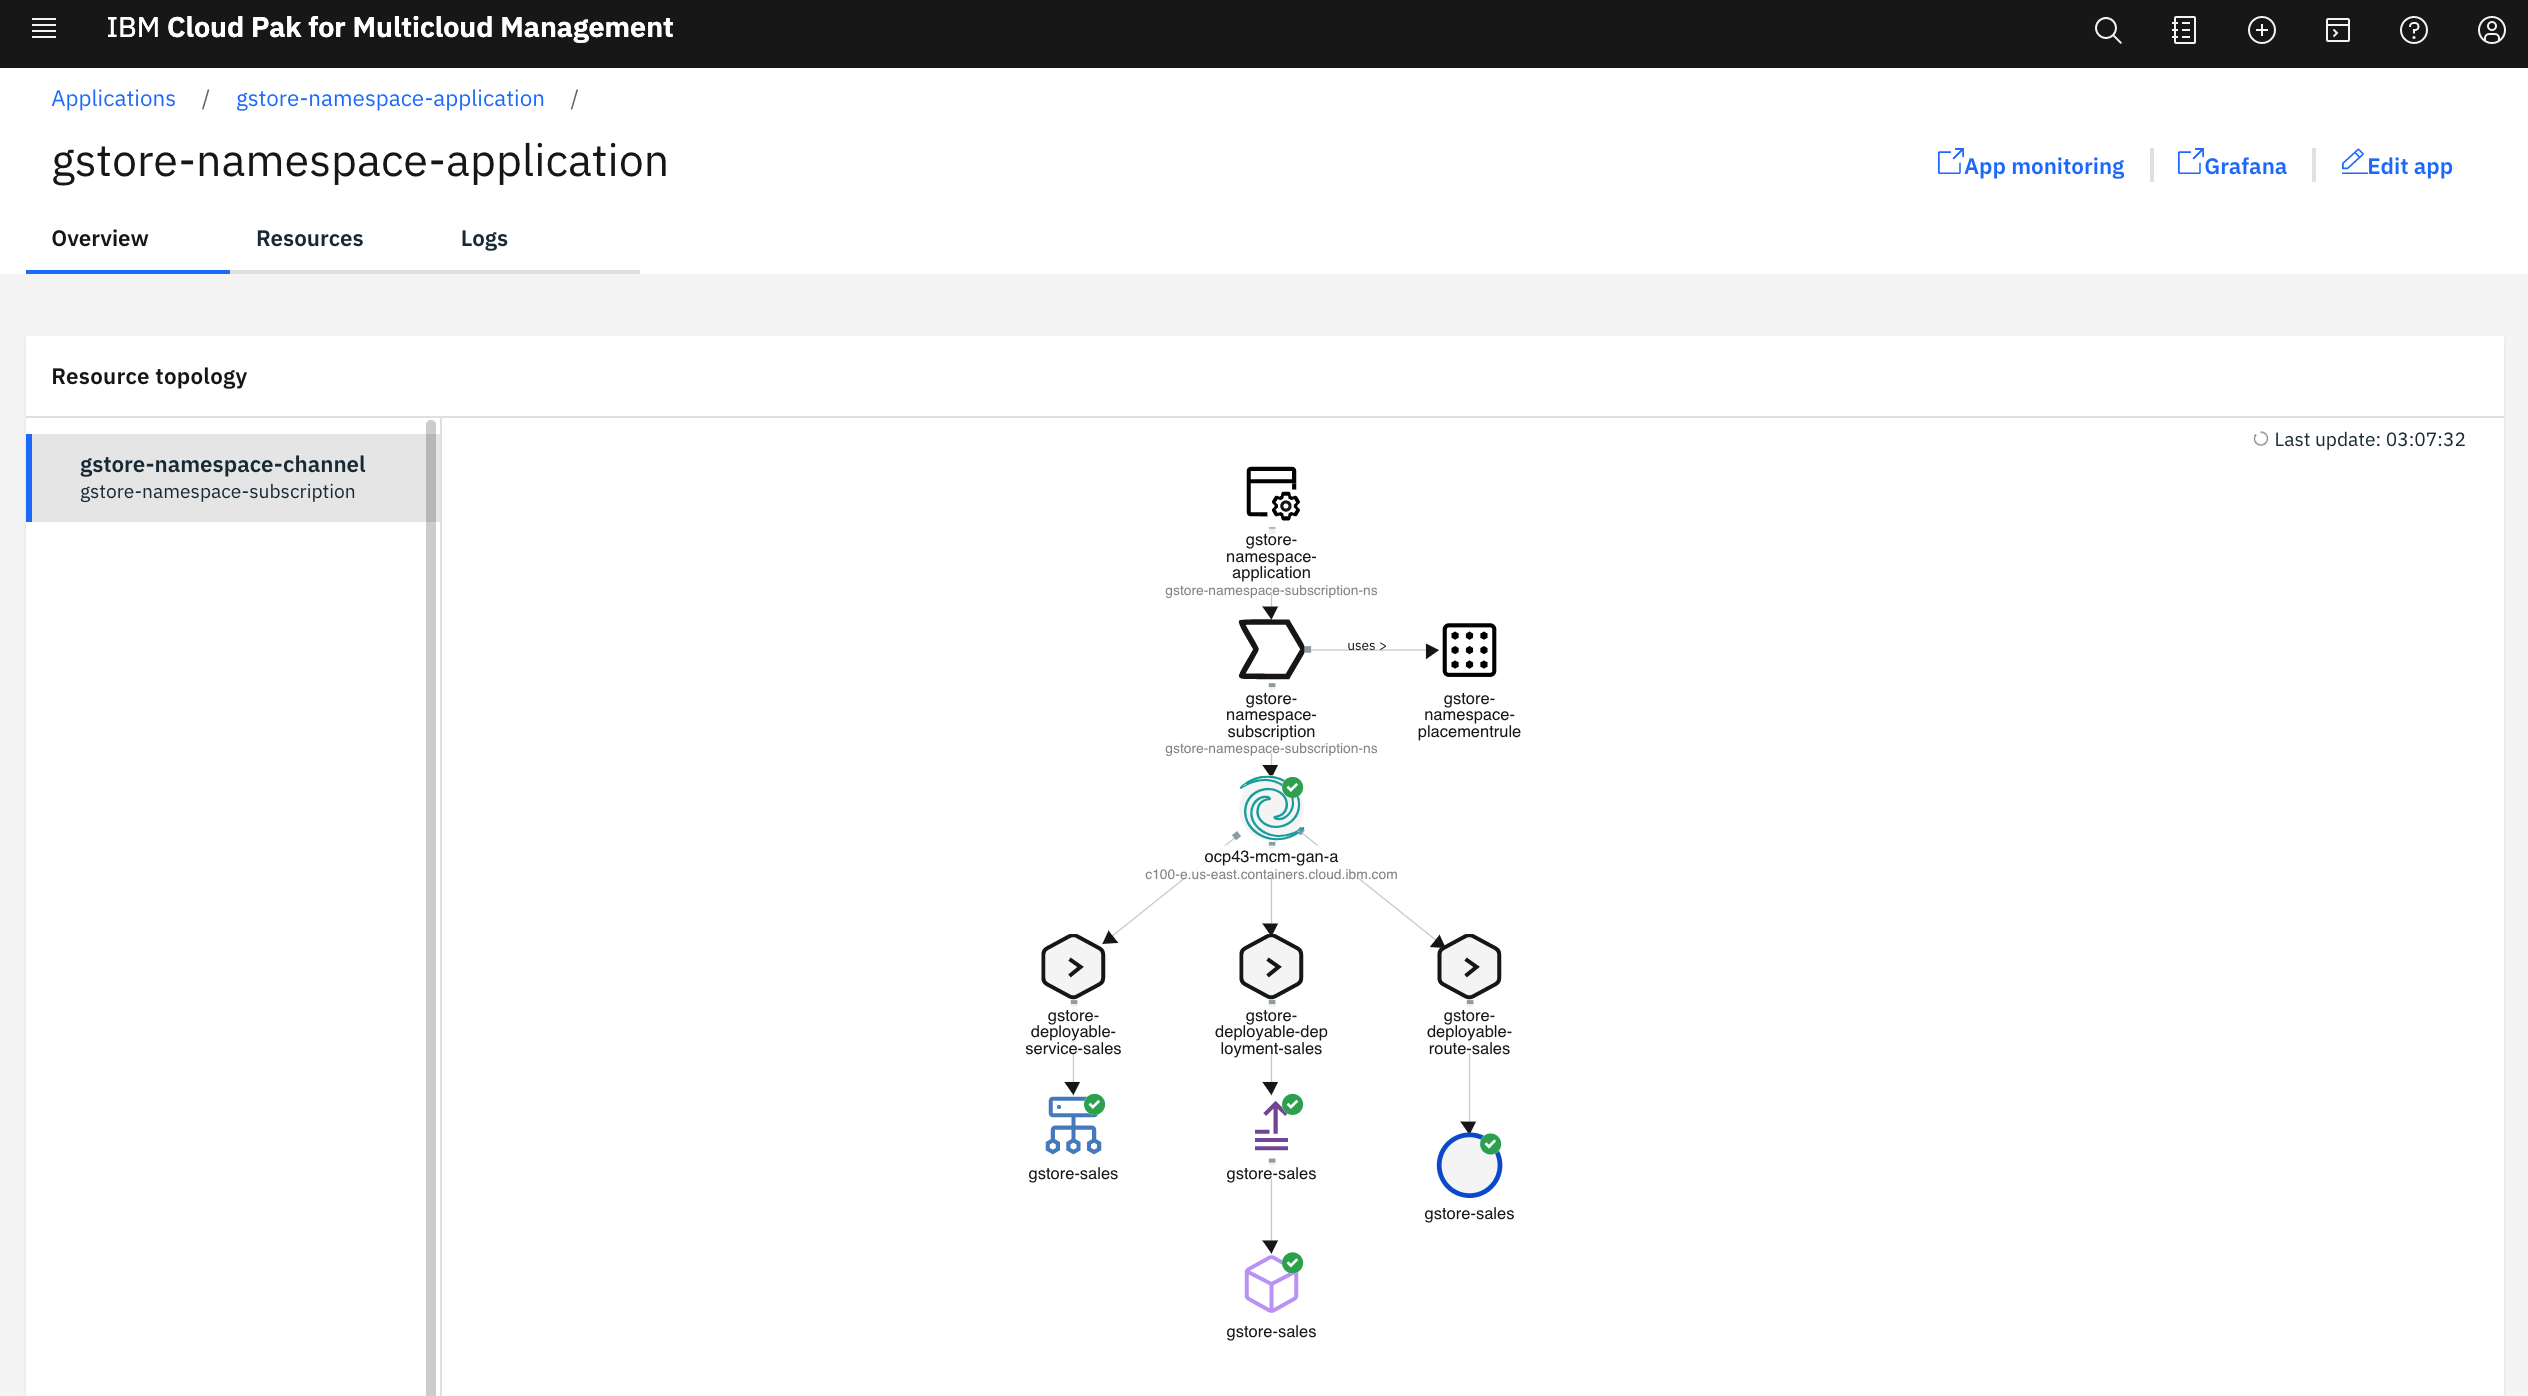 IBM Cloud Pak for Multicloud Management
Applications / gstore-namespace-application /
gstore-namespace-application
App monitoring
Grafana
Edit app
Overview
Resources
Logs
Resource topology
gstore-namespace-channel
gstore-namespace-subscription
Last update: 03:07:32
gstore-
namespace-
application
gstore-namespace-subscription-ns
uses >
gstore-
namespace-
subscription
gstore-namespace-subscription-ns
gstore-
namespace-
placementrule
ocp43-mcm-gan-a
c100-e.us-east.containers.cloud.ibm.com
gstore-
deployable-
service-sales
gstore-
deployable-dep
loyment-sales
gstore-
deployable-
route-sales
gstore-sales
gstore-sales
gstore-sales
gstore-sales